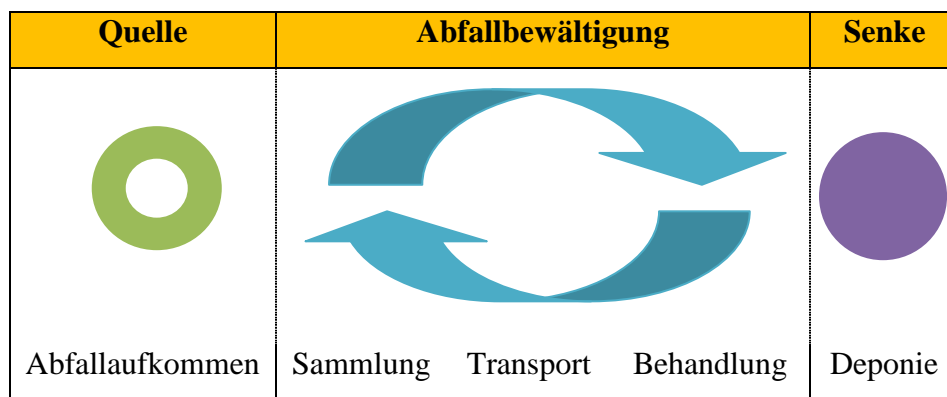 Quelle Abfallbewältigung Senke
Abfallaufkommen Sammlung Transport Behandlung Deponie